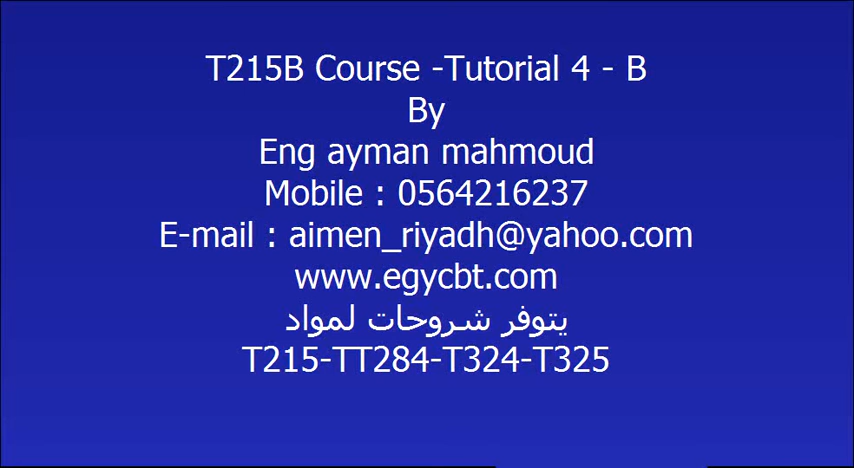 T215B Course -Tutorial 4 - B
By
Eng ayman mahmoud
Mobile : 0564216237
E-mail : aimen_riyadh@yahoo.com
www.egycbt.com
يتوفر شروحات لمواد
T215-TT284-T324-T325